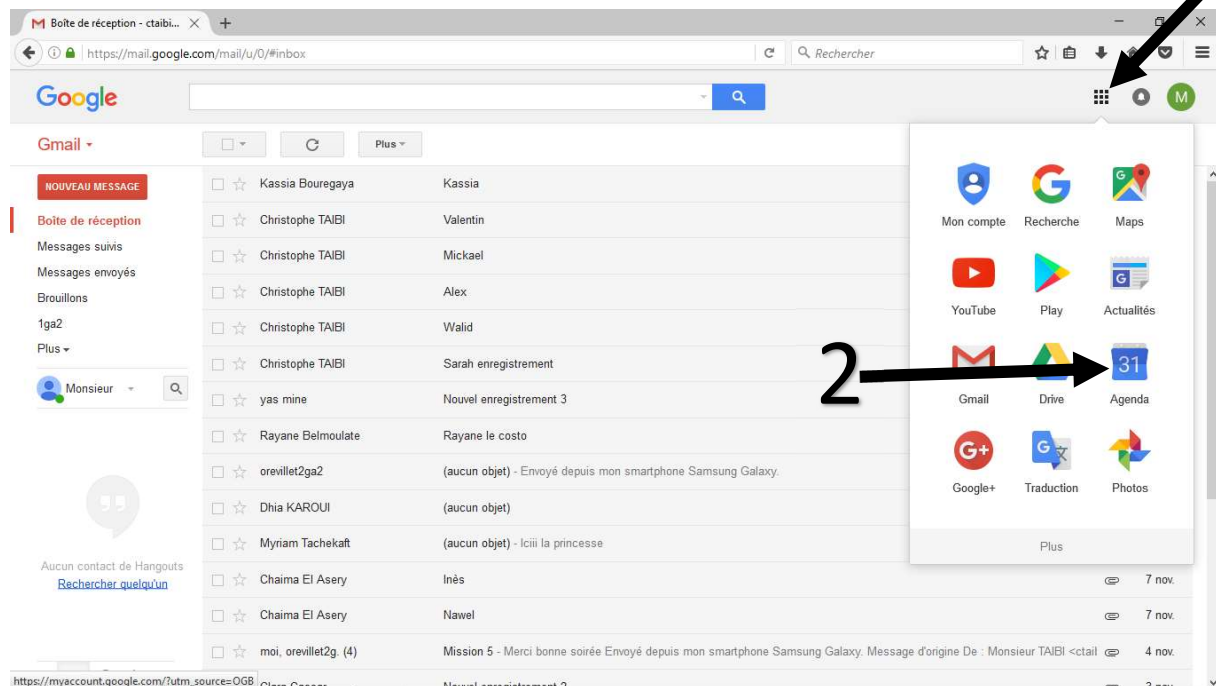 Boîte de réception - ctaibi...
https://mail.google.com/mail/u/0/#inbox
Rechercher
Google
M
Gmail
Plus
NOUVEAU MESSAGE
Boîte de réception
Messages suivis
Messages envoyés
Brouillons
1ga2
Plus
Monsieur
Aucun contact de Hangouts
Rechercher quelqu'un
Kassia Bouregaya Kassia
Christophe TAIBI Valentin
Christophe TAIBI Mickael
Christophe TAIBI Alex
Christophe TAIBI Walid
Christophe TAIBI Sarah enregistrement
yas mine Nouvel enregistrement 3
Rayane Belmoulate Rayane le costo
orevillet2ga2 (aucun objet) - Envoyé depuis mon smartphone Samsung Galaxy.
Dhia KAROUI (aucun objet)
Myriam Tachekaft (aucun objet) - Iciii la princesse
Chaima El Asery Inès 7 nov.
Chaima El Asery Nawel 7 nov.
moi, orevillet2g. (4) Mission 5 - Merci bonne soirée Envoyé depuis mon smartphone Samsung Galaxy. Message d'origine De : Monsieur TAIBI <ctail 4 nov.
Mon compte Recherche Maps
YouTube Play Actualités
2
31
Gmail Drive Agenda
G+
Google+ Traduction Photos
Plus
https://myaccount.google.com/?utm_source=OGB